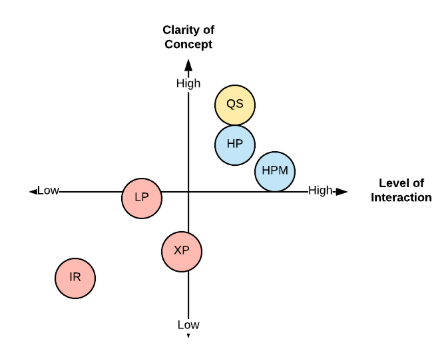 Clarity of
Concept
High
QS
HP
HPM
Low
High
Level of
Interaction
LP
XP
IR
Low